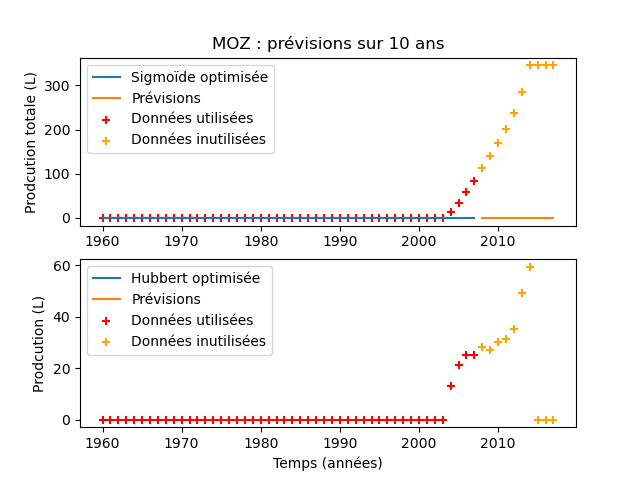 MOZ : prévisions sur 10 ans
Prodcution totale (L)
300
200
100
0
Sigmoïde optimisée
Prévisions
Données utilisées
Données inutilisées
1960 1970 1980 1990 2000 2010
Prodcution (L)
60
40
20
0
Hubbert optimisée
Prévisions
Données utilisées
Données inutilisées
1960 1970 1980 1990 2000 2010
Temps (années)